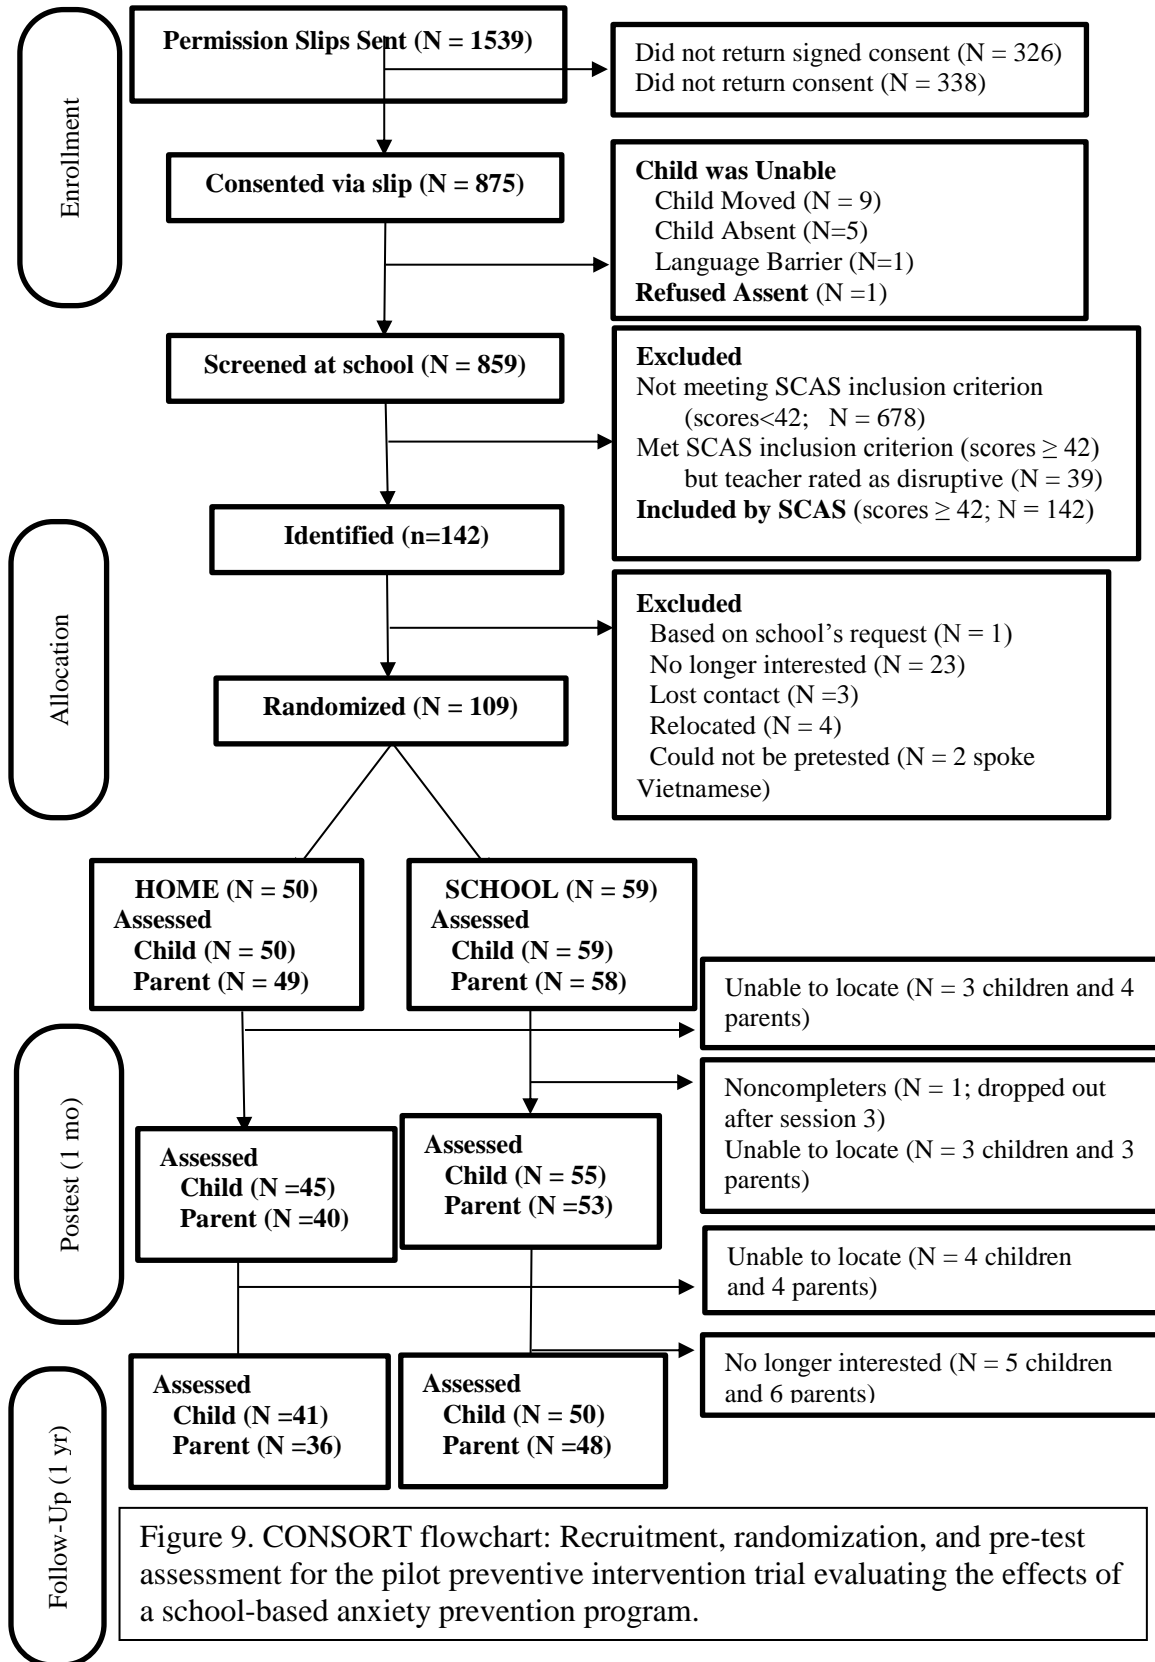 Permission Slips Sent (N = 1539)
Did not return signed consent (N = 326)
Did not return consent (N = 338)
Enrollment
Consented via slip (N = 875)
Child was Unable
Child Moved (N = 9)
Child Absent (N=5)
Language Barrier (N=1)
Refused Assent (N =1)
Screened at school (N = 859)
Excluded
Not meeting SCAS inclusion criterion
(scores<42; N = 678)
Met SCAS inclusion criterion (scores ≥ 42)
but teacher rated as disruptive (N = 39)
Included by SCAS (scores ≥ 42; N = 142)
Identified (n=142)
Allocation
Excluded
Based on school's request (N = 1)
No longer interested (N = 23)
Lost contact (N =3)
Relocated (N = 4)
Could not be pretested (N = 2 spoke
Vietnamese)
Randomized (N = 109)
HOME (N = 50)
Assessed
Child (N = 50)
Parent (N = 49)
SCHOOL (N = 59)
Assessed
Child (N = 59)
Parent (N = 58)
Unable to locate (N = 3 children and 4
parents)
Postest (1 mo)
Noncompleters (N = 1; dropped out
after session 3)
Unable to locate (N = 3 children and 3
parents)
Assessed
Child (N =45)
Parent (N =40)
Assessed
Child (N = 55)
Parent (N =53)
Unable to locate (N = 4 children
and 4 parents)
No longer interested (N = 5 children
and 6 parents)
Follow-Up (1 yr)
Assessed
Child (N =41)
Parent (N =36)
Assessed
Child (N = 50)
Parent (N =48)
Figure 9. CONSORT flowchart: Recruitment, randomization, and pre-test
assessment for the pilot preventive intervention trial evaluating the effects of
a school-based anxiety prevention program.